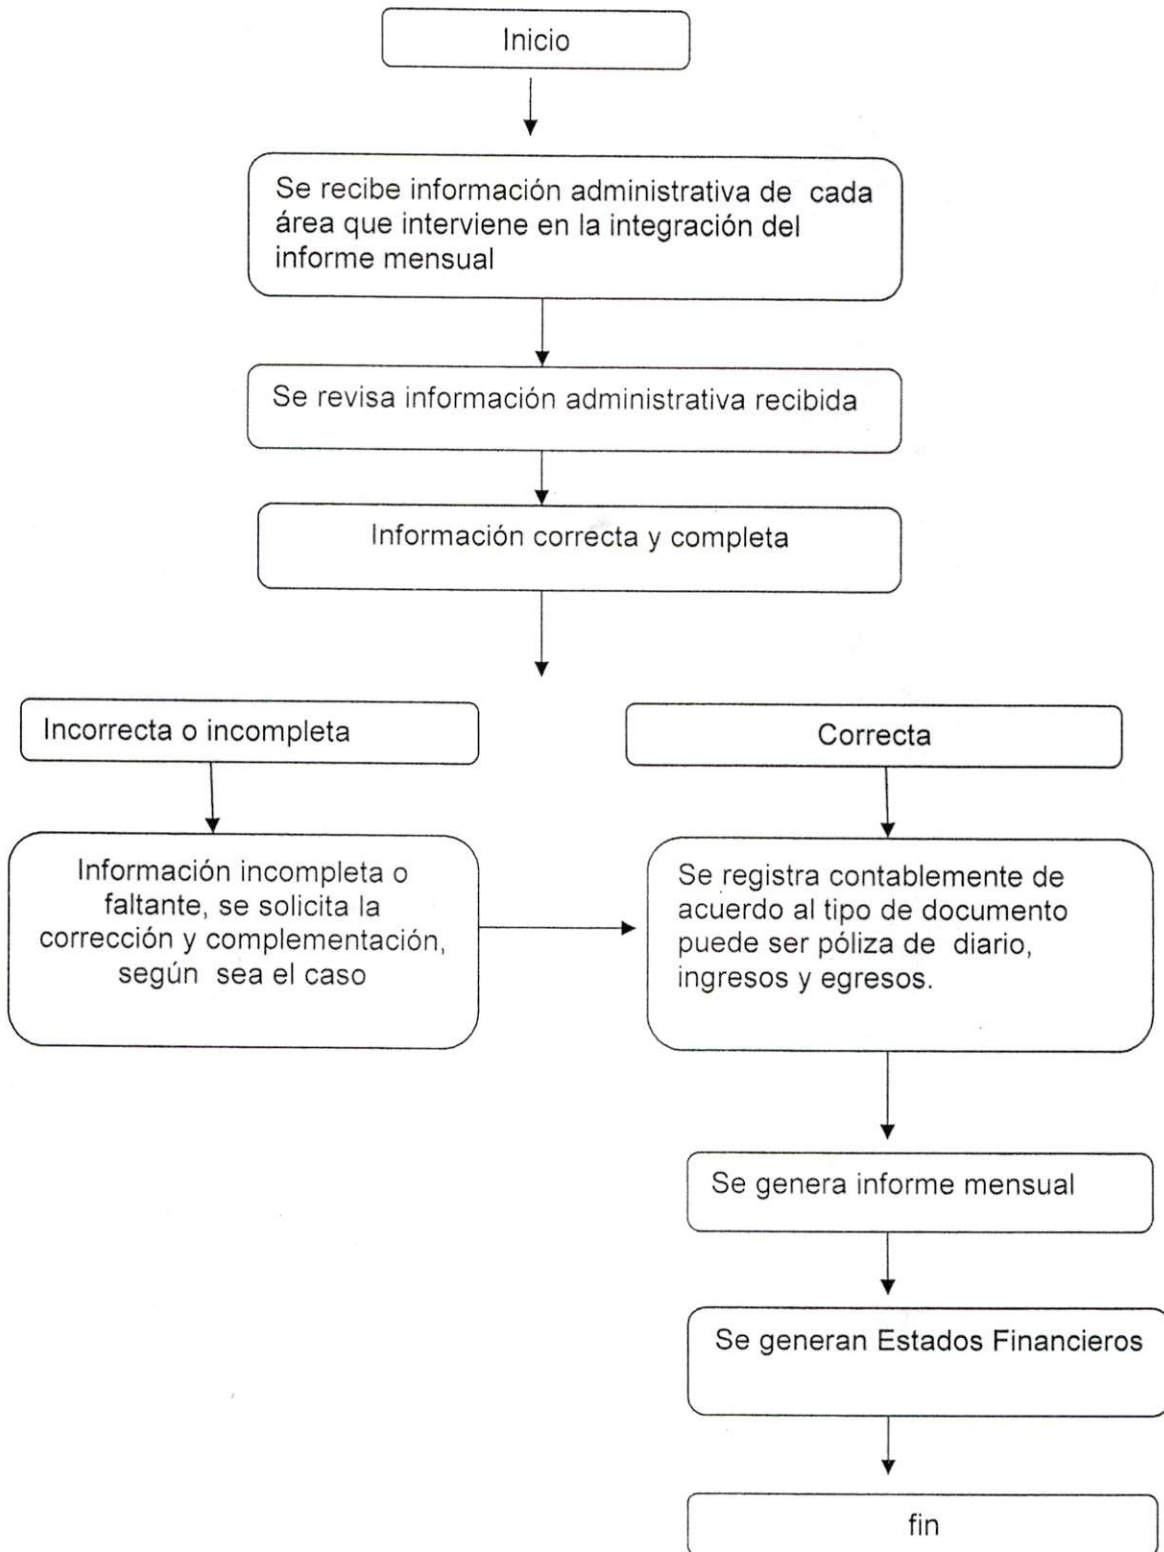 Inicio
Se recibe información administrativa de cada
área que interviene en la integración del
informe mensual
Se revisa información administrativa recibida
Información correcta y completa
Incorrecta o incompleta
Correcta
Información incompleta o
faltante, se solicita la
corrección y complementación,
según sea el caso
Se registra contablemente de
acuerdo al tipo de documento
puede ser póliza de diario,
ingresos y egresos.
Se genera informe mensual
Se generan Estados Financieros
fin